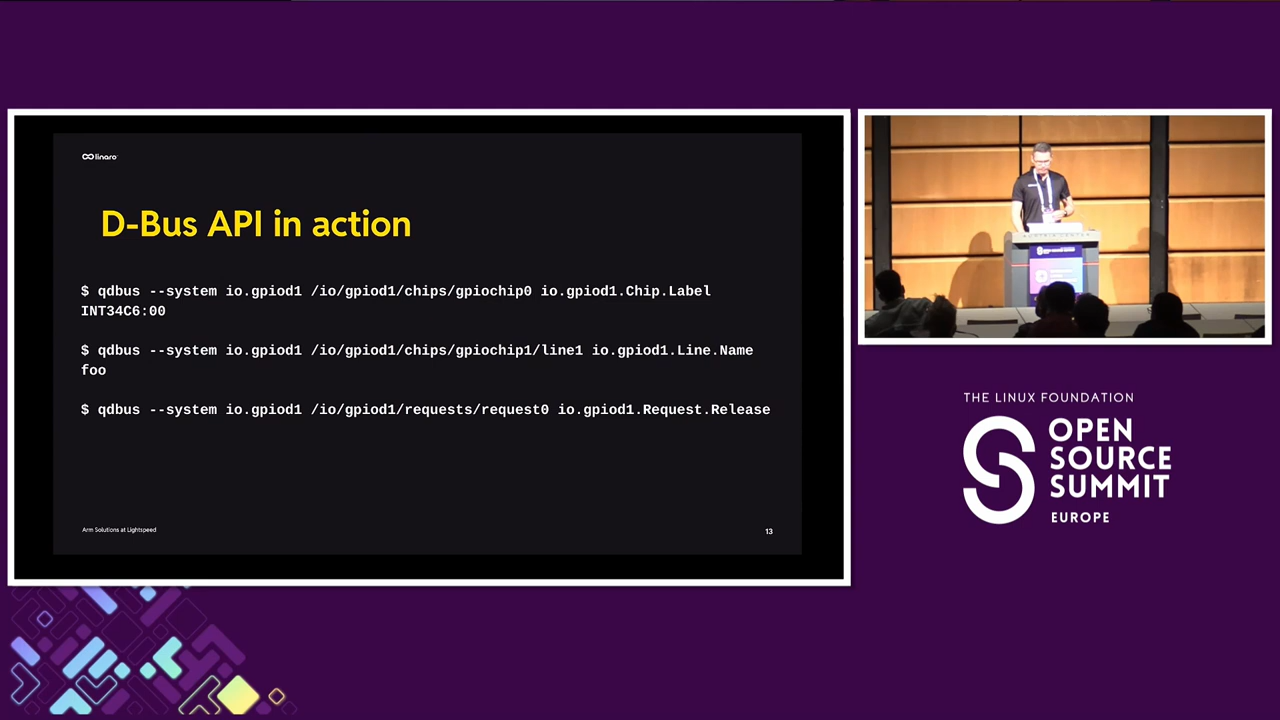 linaro
D-Bus API in action
$ qdbus --system io.gpiod1 /io/gpiod1/chips/gpiochip0 io.gpiod1.Chip.Label
INT34C6:00
$ qdbus --system io.gpiod1 /io/gpiod1/chips/gpiochip1/line1 io.gpiod1.Line.Name
foo
$ qdbus --system io.gpiod1 /io/gpiod1/requests/request0 io.gpiod1.Request.Release
Arm Solutions at Lightspeed
13
THE LINUX FOUNDATION
OPEN
SOURCE
SUMMIT
EUROPE